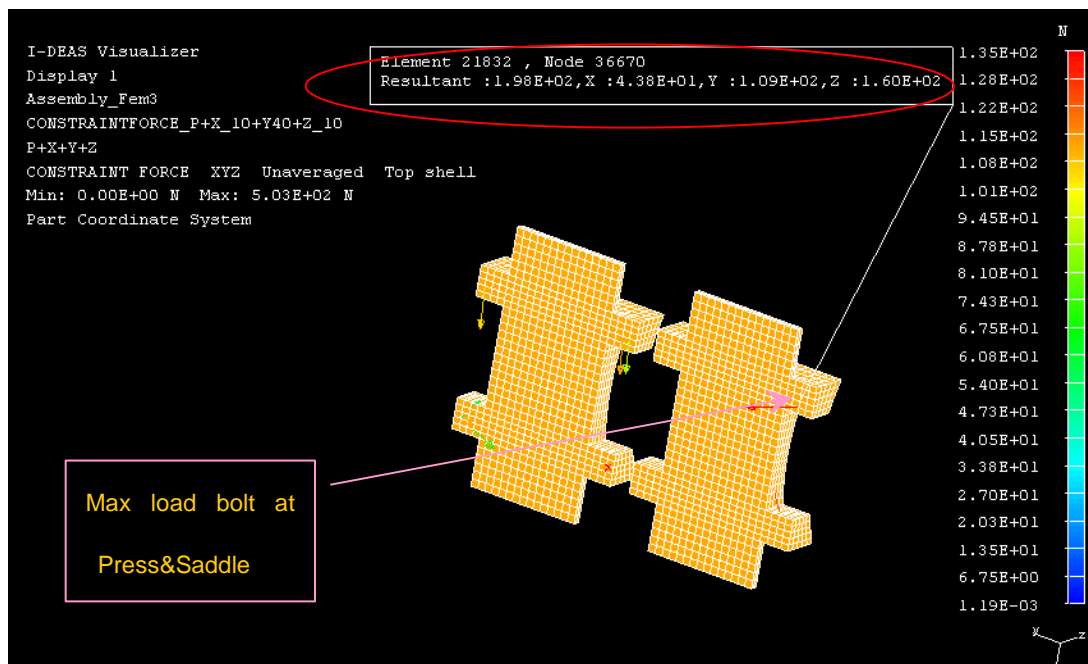 I-DEAS Visualizer
Display 1
Assembly_Fem3
CONSTRAINTFORCE_P+X_10+Y40+Z_10
P+X+Y+Z
CONSTRAINT FORCE XYZ Unaveraged Top shell
Min: 0.00E+00 N Max: 5.03E+02 N
Part Coordinate System
Element 21832 , Node 36670
Resultant :1.98E+02,X :4.38E+01,Y :1.09E+02,Z :1.60E+02
N
1.35E+02
1.28E+02
1.22E+02
1.15E+02
1.08E+02
1.01E+02
9.45E+01
8.78E+01
8.10E+01
7.43E+01
6.75E+01
6.08E+01
5.40E+01
4.73E+01
4.05E+01
3.38E+01
2.70E+01
2.03E+01
1.35E+01
6.75E+00
1.19E-03
Max load bolt at
Press&Saddle
y
z